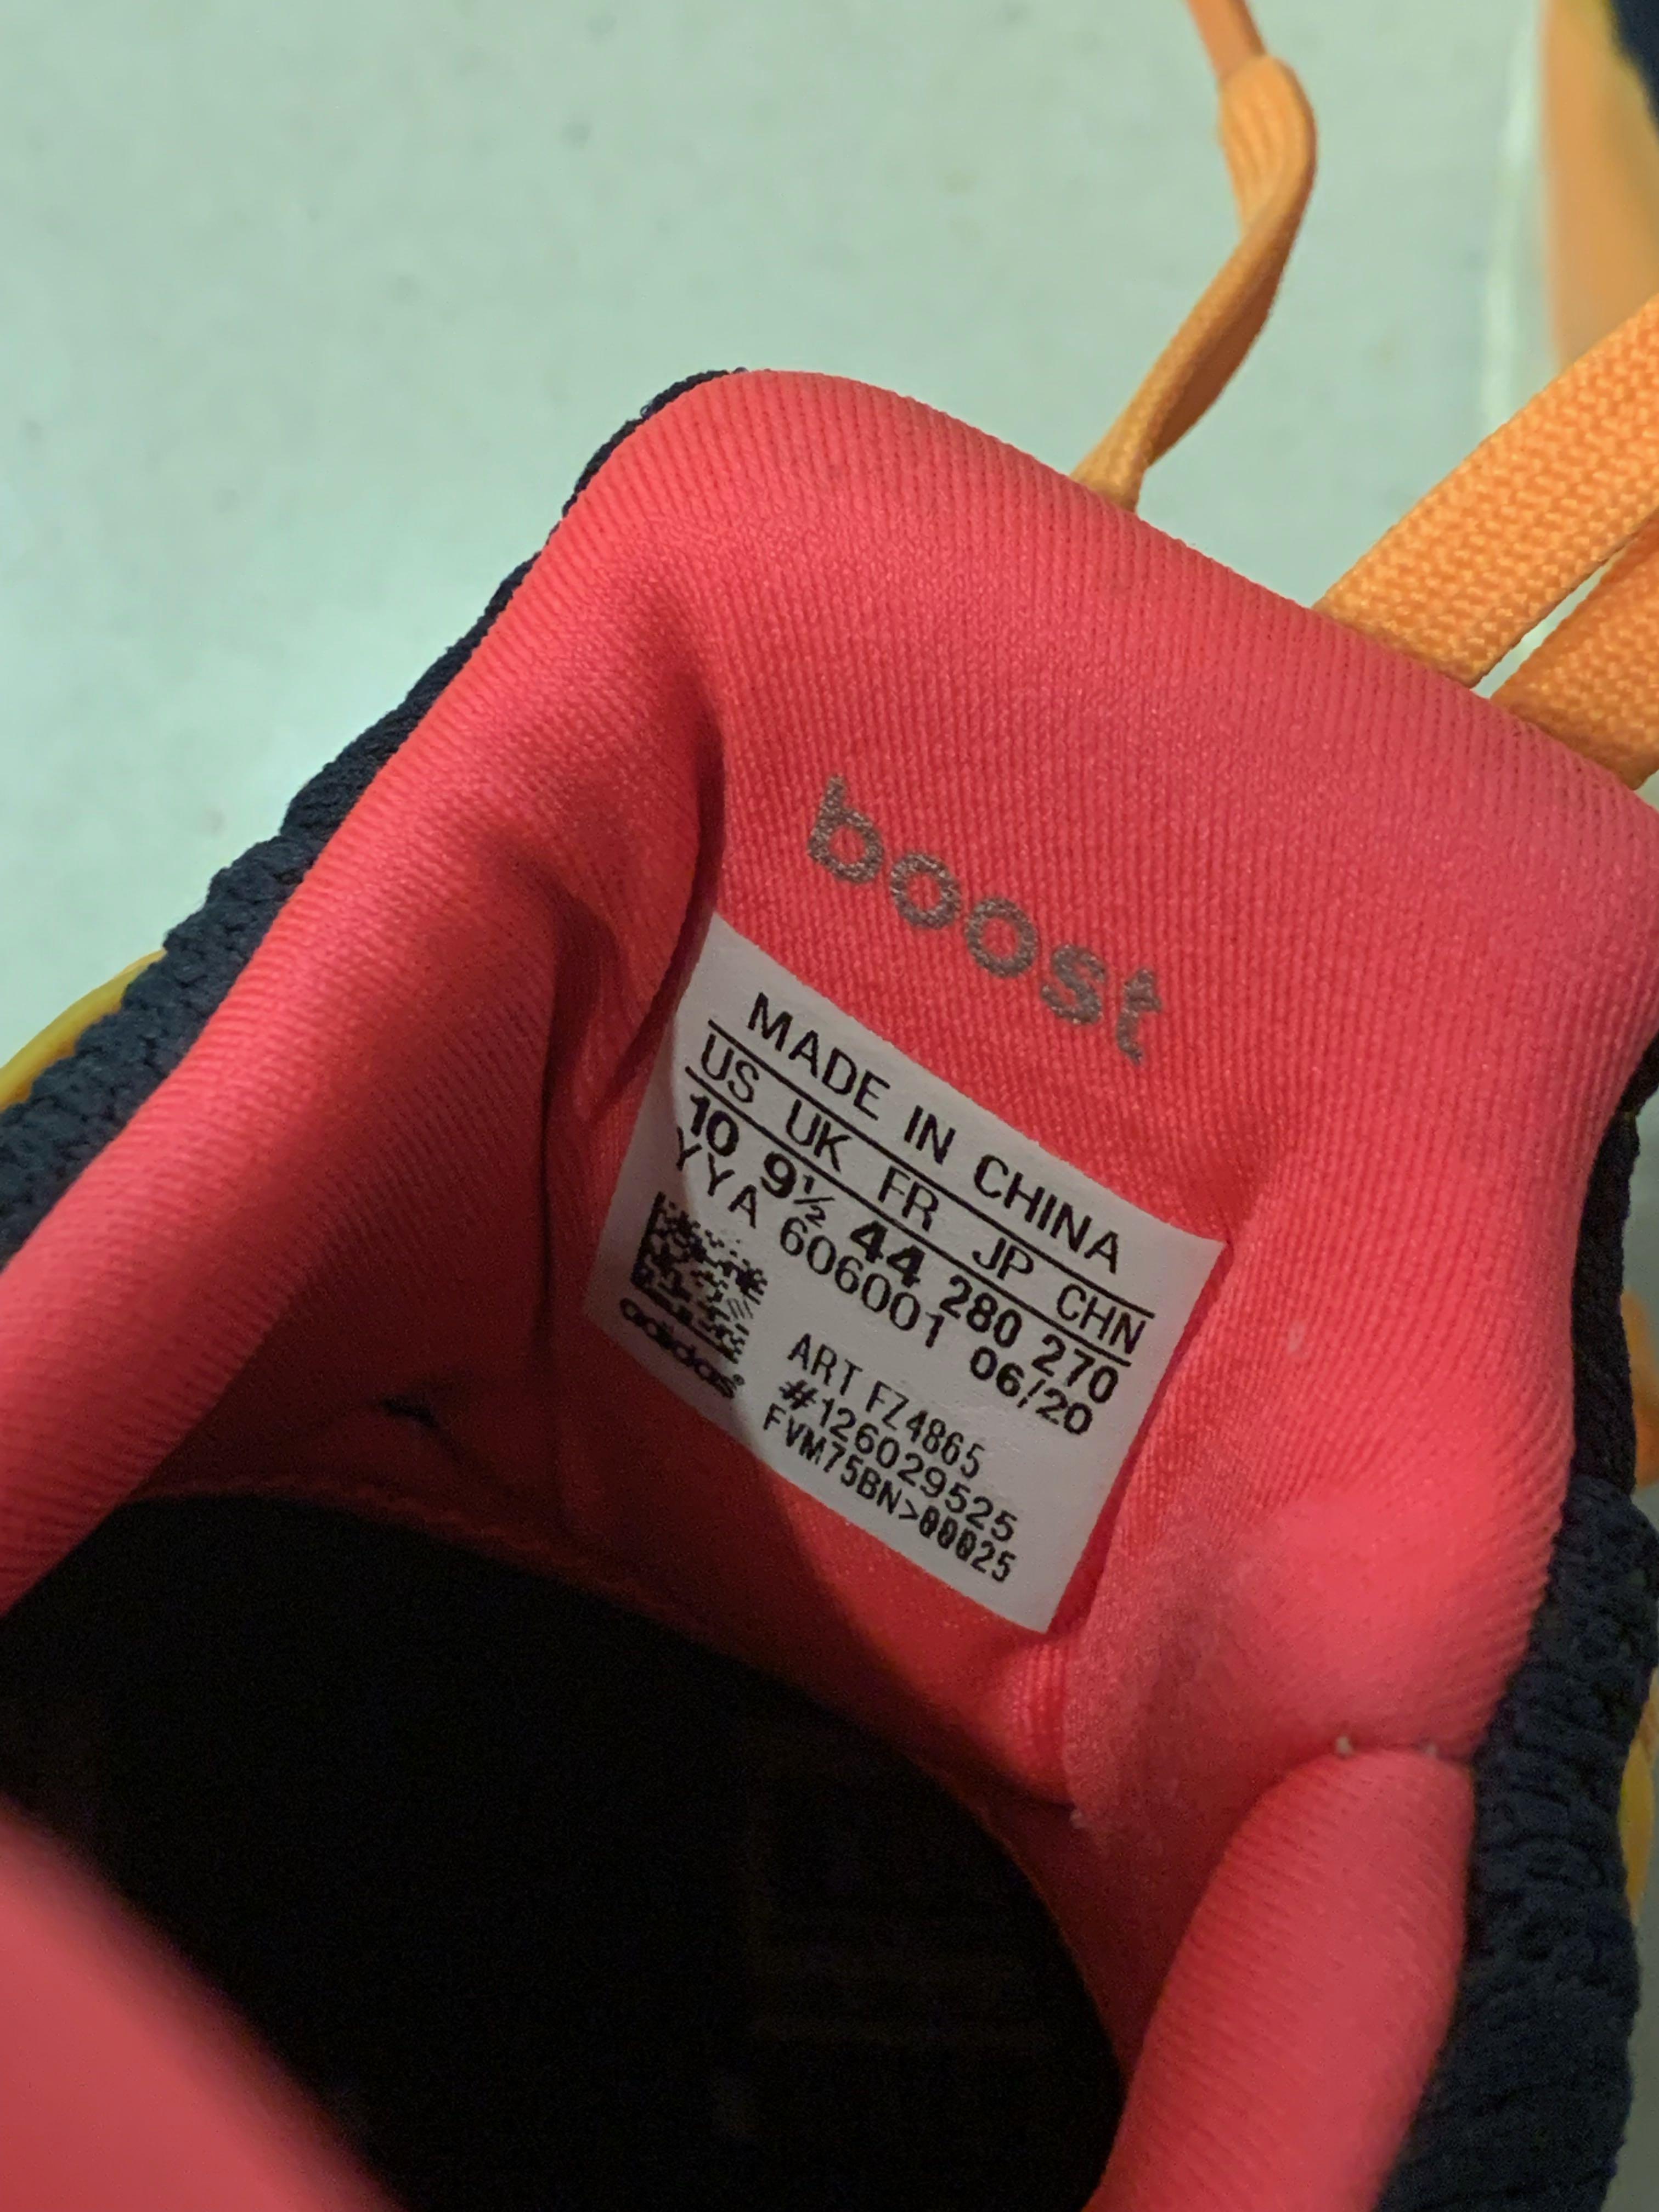 boost
MADE IN CHINA
US UK FR JP CHN
10 9½ 44 280 270
YYA 606001 06/20
ART FZ4865
#126029525
FVM75BN>00025
adidas®